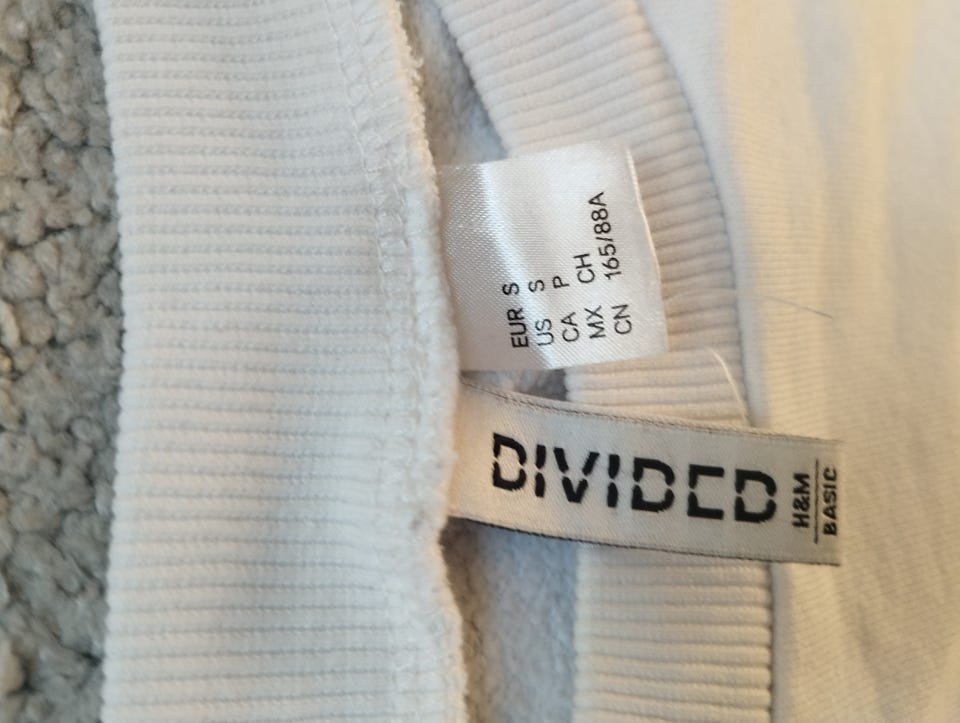 EUR S
US S
CA P
MX CH
CN 165/88A
DIVIDED
H&M
BASIC